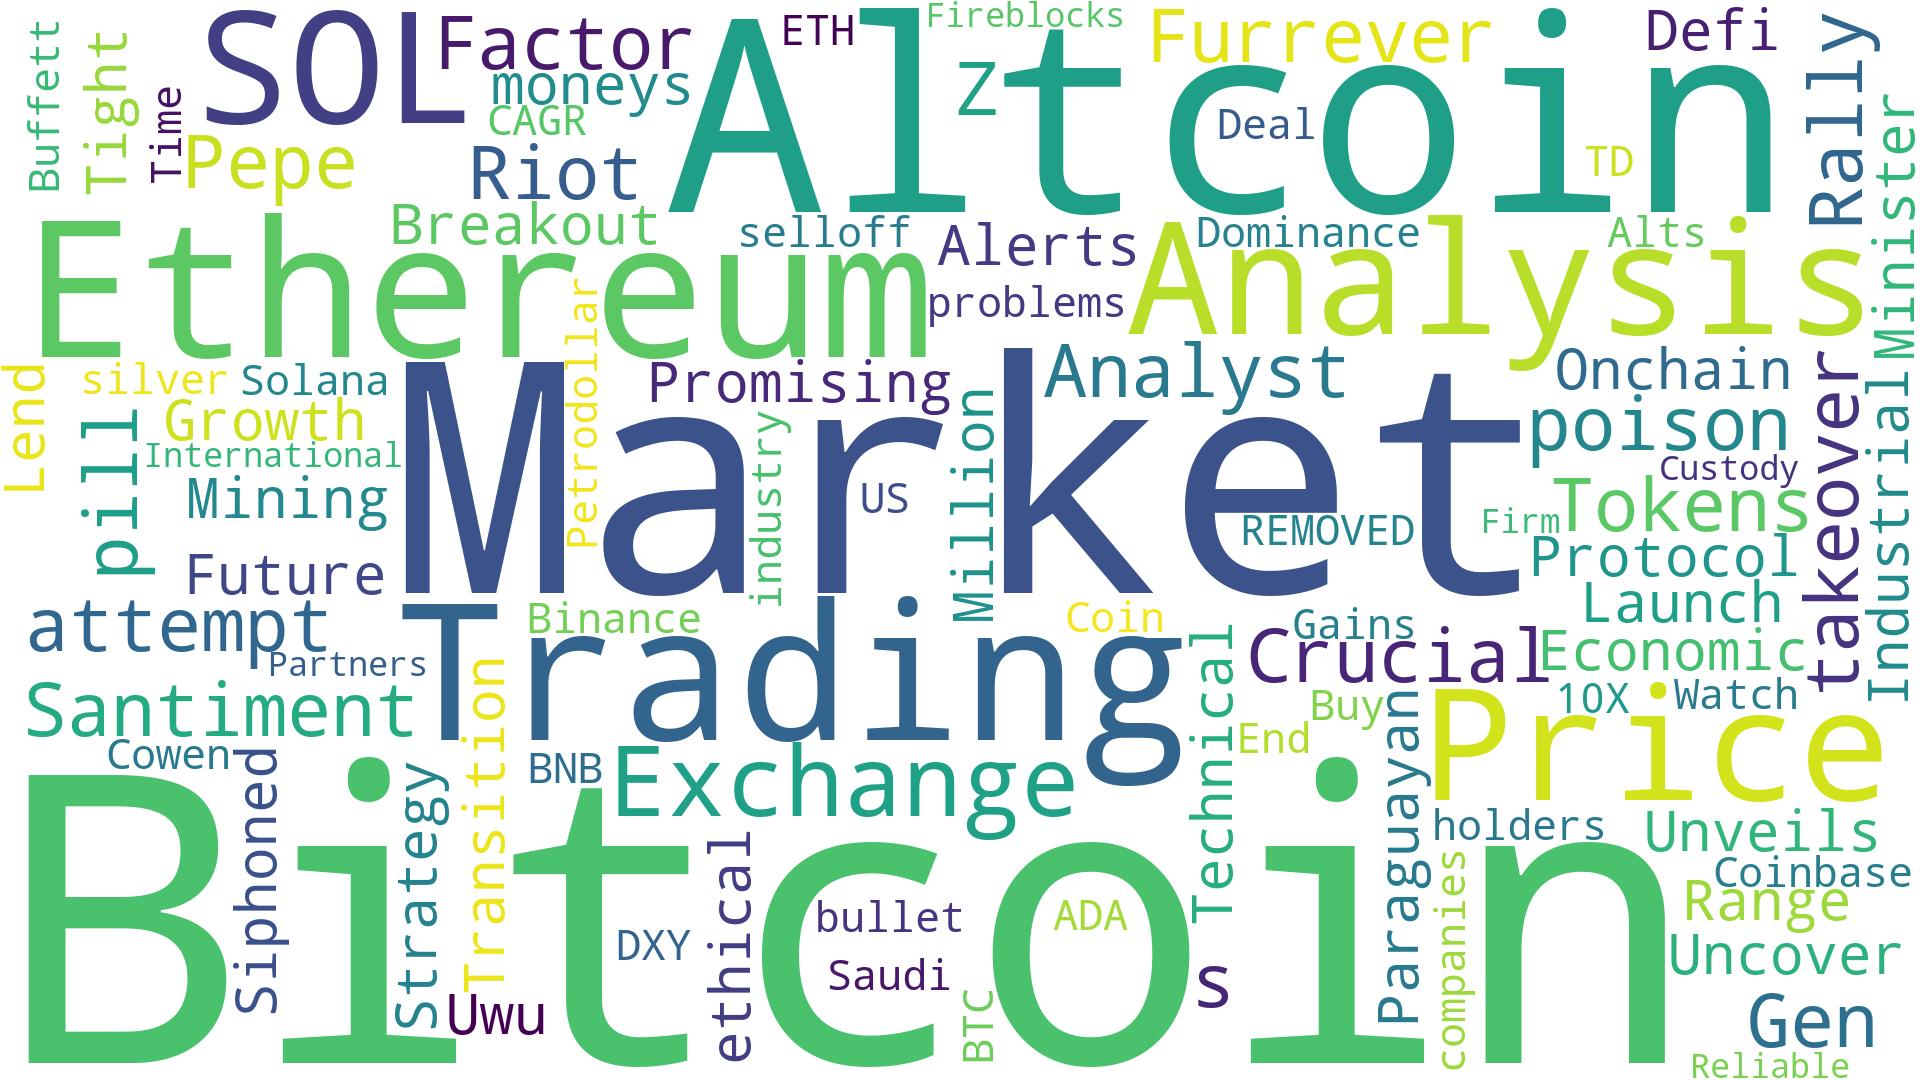 Buffett
Tight
Time
SOL
Factor
ETH
Fireblocks
Furrever
Defi
Rally
moneys
CAGR
Altcoin
Z
Deal
TD
Minister
Pepe
Riot
Breakout
selloff
Alerts
Dominance
Alts
Ethereum
Petrodollar
problems
Analysis
Lend
silver
Solana
Promising
Analyst
Onchain
takeover
pill
Growth
International
Mining
Market
industry
US
Million
poison
Custody
REMOVED
Firm
Tokens
Industrial
Future
Protocol
attempt
Binance
Coin
Gains
Launch
Partners
Trading
Technical
Crucial
Economic
Santiment
Transition
10X
Watch
Cowen
BNB
Exchange
End
Buy
Paraguayan
Price
Siphoned
Strategy
holders
Unveils
Bitcoin
ethical
bullet
ADA
companies
Coinbase
Range
DXY
Saudi
s
Uncover
Uwu
BTC
Gen
Reliable